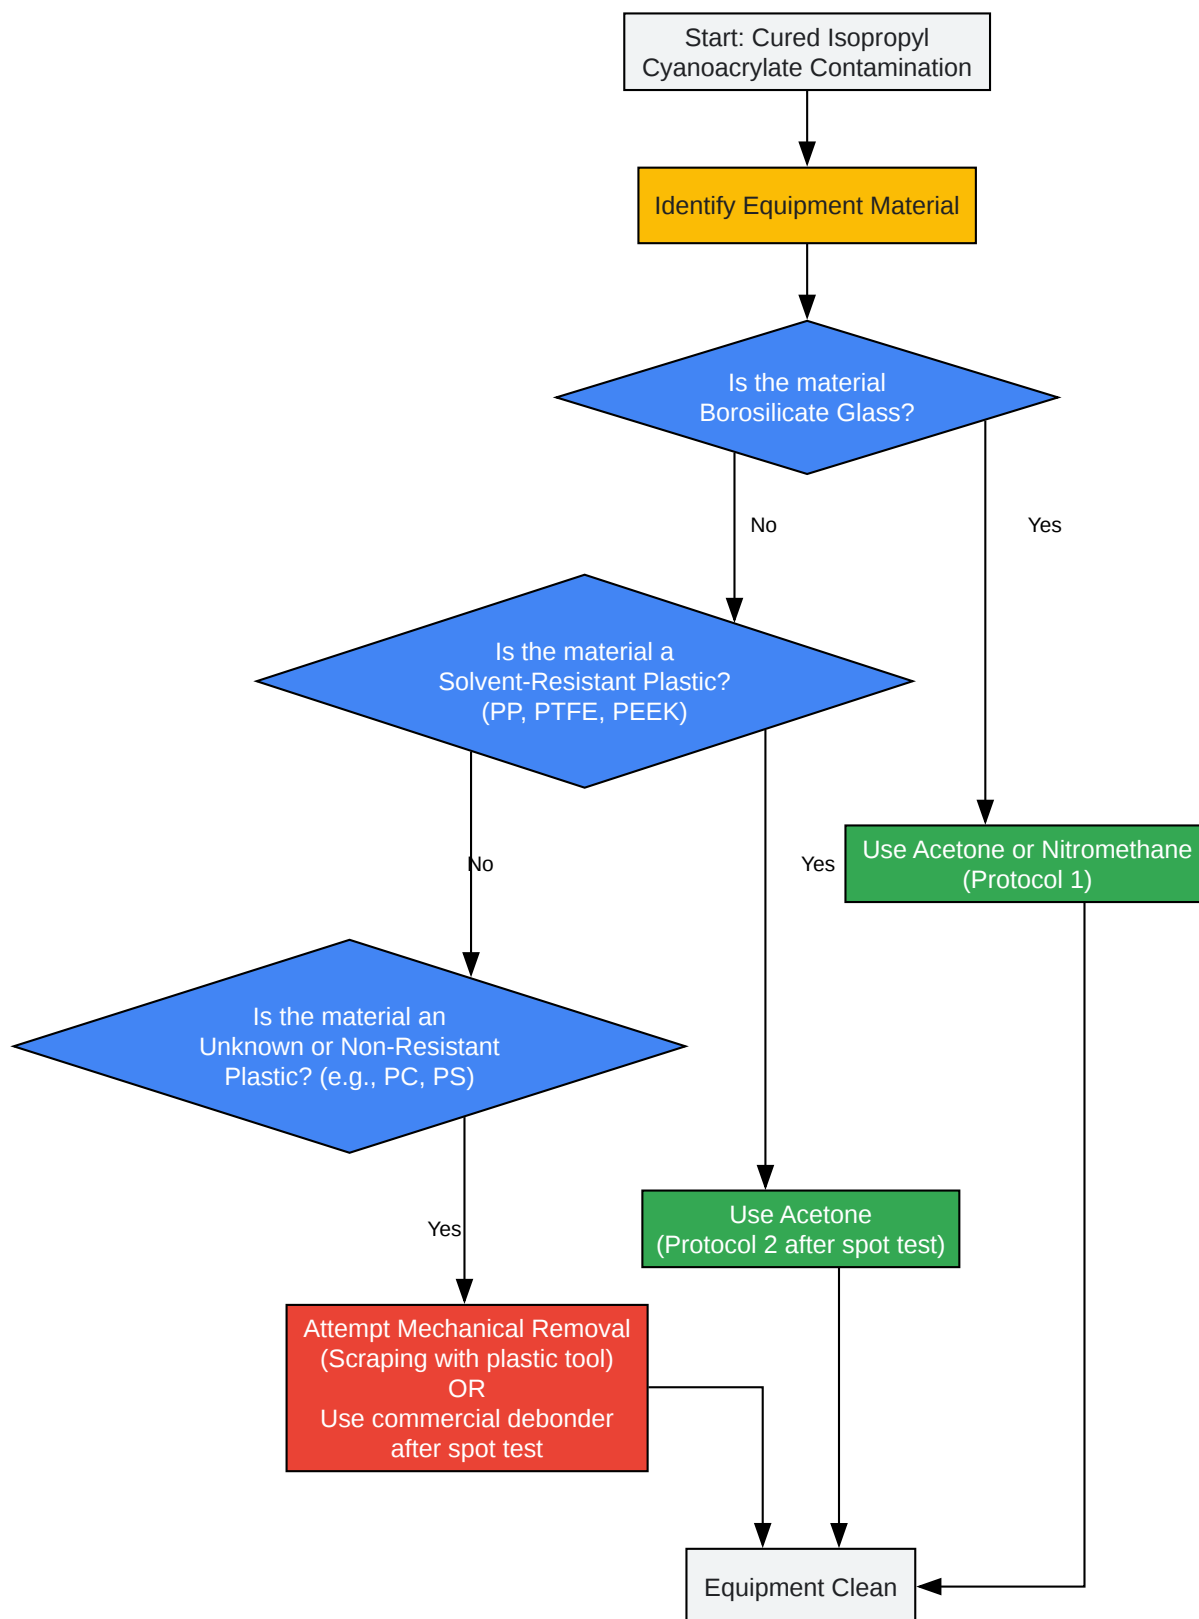 Start: Cured Isopropyl
Cyanoacrylate Contamination
Identify Equipment Material
Is the material
Borosilicate Glass?
No
Yes
Is the material a
Solvent-Resistant Plastic?
(PP, PTFE, PEEK)
No
Yes
Use Acetone or Nitromethane
(Protocol 1)
Is the material an
Unknown or Non-Resistant
Plastic? (e.g., PC, PS)
Yes
Use Acetone
(Protocol 2 after spot test)
Attempt Mechanical Removal
(Scraping with plastic tool)
OR
Use commercial debonder
after spot test
Equipment Clean